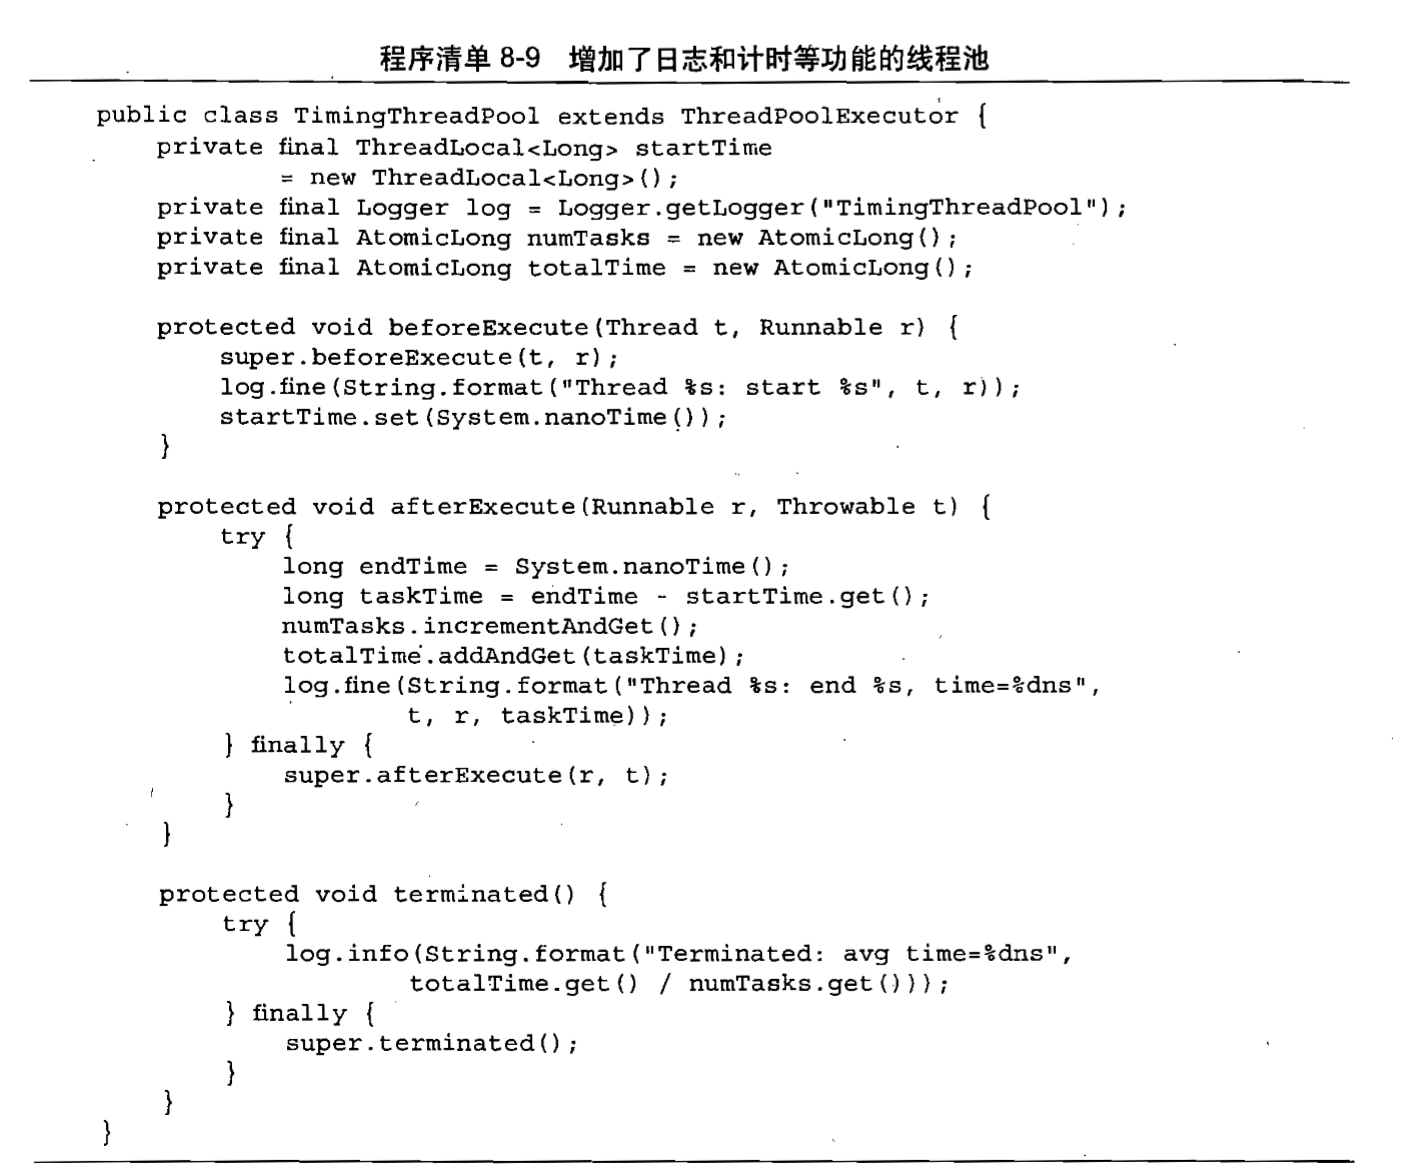 程序清单 8-9 增加了日志和计时等功能的线程池
public class TimingThreadPool extends ThreadPoolExecutor {
    private final ThreadLocal<Long> startTime
            = new ThreadLocal<Long>();
    private final Logger log = Logger.getLogger("TimingThreadPool");
    private final AtomicLong numTasks = new AtomicLong();
    private final AtomicLong totalTime = new AtomicLong();

    protected void beforeExecute(Thread t, Runnable r) {
        super.beforeExecute(t, r);
        log.fine(String.format("Thread %s: start %s", t, r));
        startTime.set(System.nanoTime());
    }

    protected void afterExecute(Runnable r, Throwable t) {
        try {
            long endTime = System.nanoTime();
            long taskTime = endTime - startTime.get();
            numTasks.incrementAndGet();
            totalTime.addAndGet(taskTime);
            log.fine(String.format("Thread %s: end %s, time=%dns",
                    t, r, taskTime));
        } finally {
            super.afterExecute(r, t);
        }
    }

    protected void terminated() {
        try {
            log.info(String.format("Terminated: avg time=%dns",
                    totalTime.get() / numTasks.get()));
        } finally {
            super.terminated();
        }
    }
}